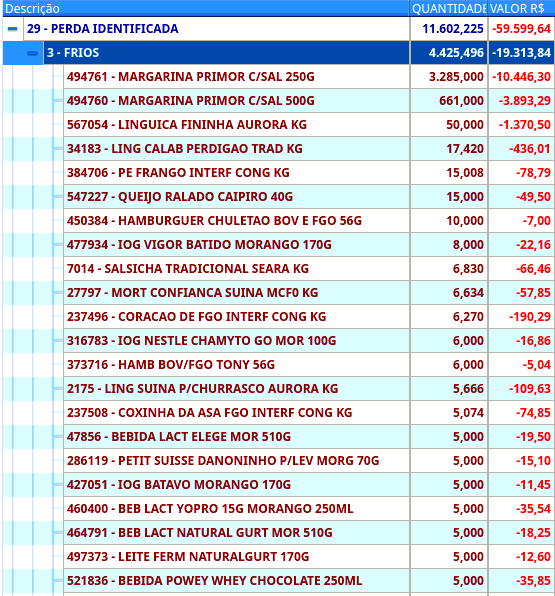 Descrição QUANTIDADE VALOR R$
29 - PERDA IDENTIFICADA 11.602,225 -59.599,64
3 - FRIOS 4.425,496 -19.313,84
494761 - MARGARINA PRIMOR C/SAL 250G 3.285,000 -10.446,30
494760 - MARGARINA PRIMOR C/SAL 500G 661,000 -3.893,29
567054 - LINGUICA FININHA AURORA KG 50,000 -1.370,50
34183 - LING CALAB PERDIGAO TRAD KG 17,420 -436,01
384706 - PE FRANGO INTERF CONG KG 15,008 -78,79
547227 - QUEIJO RALADO CAIPIRO 40G 15,000 -49,50
450384 - HAMBURGUER CHULETAO BOV E FGO 56G 10,000 -7,00
477934 - IOG VIGOR BATIDO MORANGO 170G 8,000 -22,16
7014 - SALSICHA TRADICIONAL SEARA KG 6,830 -66,46
27797 - MORT CONFIANCA SUINA MCF0 KG 6,634 -57,85
237496 - CORACAO DE FGO INTERF CONG KG 6,270 -190,29
316783 - IOG NESTLE CHAMYTO GO MOR 100G 6,000 -16,86
373716 - HAMB BOV/FGO TONY 56G 6,000 -5,04
2175 - LING SUINA P/CHURRASCO AURORA KG 5,666 -109,63
237508 - COXINHA DA ASA FGO INTERF CONG KG 5,074 -74,85
47856 - BEBIDA LACT ELEGE MOR 510G 5,000 -19,50
286119 - PETIT SUISSE DANONINHO P/LEV MORG 70G 5,000 -15,10
427051 - IOG BATAVO MORANGO 170G 5,000 -11,45
460400 - BEB LACT YOPRO 15G MORANGO 250ML 5,000 -35,54
464791 - BEB LACT NATURAL GURT MOR 510G 5,000 -18,25
497373 - LEITE FERM NATURALGURT 170G 5,000 -12,60
521836 - BEBIDA POWEY WHEY CHOCOLATE 250ML 5,000 -35,85